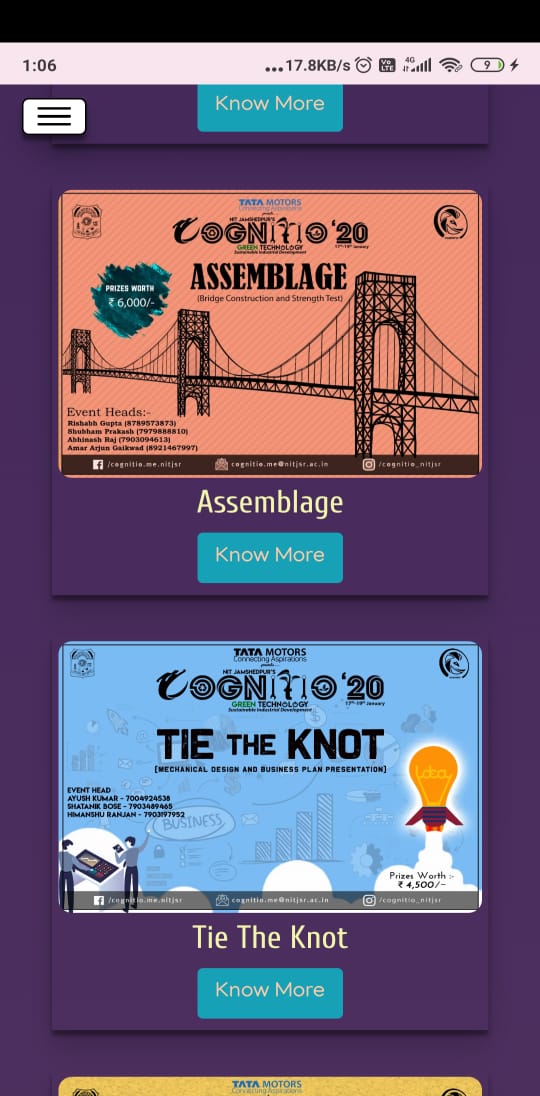 1:06
...17.8KB/s
Vo
LTE
4G
9
Know More
TATA MOTORS
Connecting Aspirations
presents
NIT JAMSHEDPUR'S
COGNITIO '20
17th-19th January
GREEN TECHNOLOGY
Sustainable Industrial Development
ASSEMBLAGE
(Bridge Construction and Strength Test)
PRIZES WORTH
₹ 6,000/-
Event Heads:-
Rishabh Gupta (8789573873)
Shubham Prakash (7979888810)
Abhinash Raj (7903094613)
Amar Arjun Gaikwad (8921467997)
/cognitio.me.nitjsr
cognitio.me@nitjsr.ac.in
/cognitio_nitjsr
Assemblage
Know More
TATA MOTORS
Connecting Aspirations
presents
NIT JAMSHEDPUR'S
COGNITIO '20
17th-19th January
GREEN TECHNOLOGY
Sustainable Industrial Development
TIE THE KNOT
[MECHANICAL DESIGN AND BUSINESS PLAN PRESENTATION]
idea
EVENT HEAD :
AYUSH KUMAR - 7004924538
SHATANIK BOSE - 7903489465
HIMANSHU RANJAN - 7903197952
BUSINESS
Prizes Worth :-
₹ 4,500/-
/cognitio.me.nitjsr
cognitio.me@nitjsr.ac.in
/cognitio_nitjsr
Tie The Knot
Know More
TATA MOTORS
Connecting Aspirations